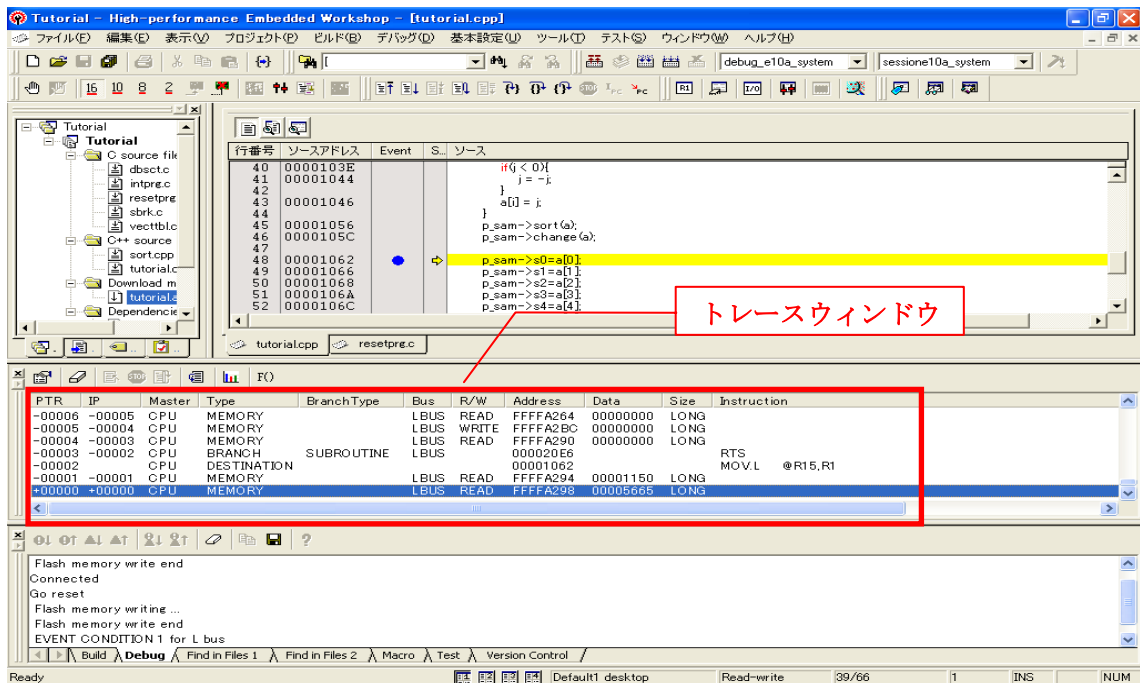 Tutorial - High-performance Embedded Workshop - [tutorial.cpp]
ファイル(F) 編集(E) 表示(V) プロジェクト(P) ビルド(B) デバッグ(D) 基本設定(U) ツール(T) テスト(S) ウィンドウ(W) ヘルプ(H)
debug_e10a_system sessione10a_system
16 10 8 2
Tutorial
Tutorial
C source file
dbsct.c
intprg.c
resetprg
sbrk.c
vecttbl.c
C++ source
sort.cpp
tutorial.c
Download m
tutorial.a
Dependencie
行番号 ソースアドレス Event S... ソース
40 0000103E if(j < 0){
41 00001044 j = -j;
42 }
43 00001046 a[i] = j;
44 }
45 00001056 p_sam->sort(a);
46 0000105C p_sam->change(a);
47
48 00001062 p_sam->s0=a[0];
49 00001066 p_sam->s1=a[1];
50 00001068 p_sam->s2=a[2];
51 0000106A p_sam->s3=a[3];
52 0000106C p_sam->s4=a[4];
トレースウィンドウ
tutorial.cpp resetprg.c
F()
PTR IP Master Type BranchType Bus R/W Address Data Size Instruction
-00006 -00005 CPU MEMORY LBUS READ FFFFA264 00000000 LONG
-00005 -00004 CPU MEMORY LBUS WRITE FFFFA2BC 00000000 LONG
-00004 -00003 CPU MEMORY LBUS READ FFFFA290 00000000 LONG
-00003 -00002 CPU BRANCH SUBROUTINE LBUS 000020E6 RTS
-00002 CPU DESTINATION 00001062 MOV.L @R15,R1
-00001 -00001 CPU MEMORY LBUS READ FFFFA294 00001150 LONG
+00000 +00000 CPU MEMORY LBUS READ FFFFA298 00005665 LONG
Flash memory write end
Connected
Go reset
Flash memory writing ...
Flash memory write end
EVENT CONDITION 1 for L bus
Build Debug Find in Files 1 Find in Files 2 Macro Test Version Control
Ready Default1 desktop Read-write 39/66 1 INS NUM